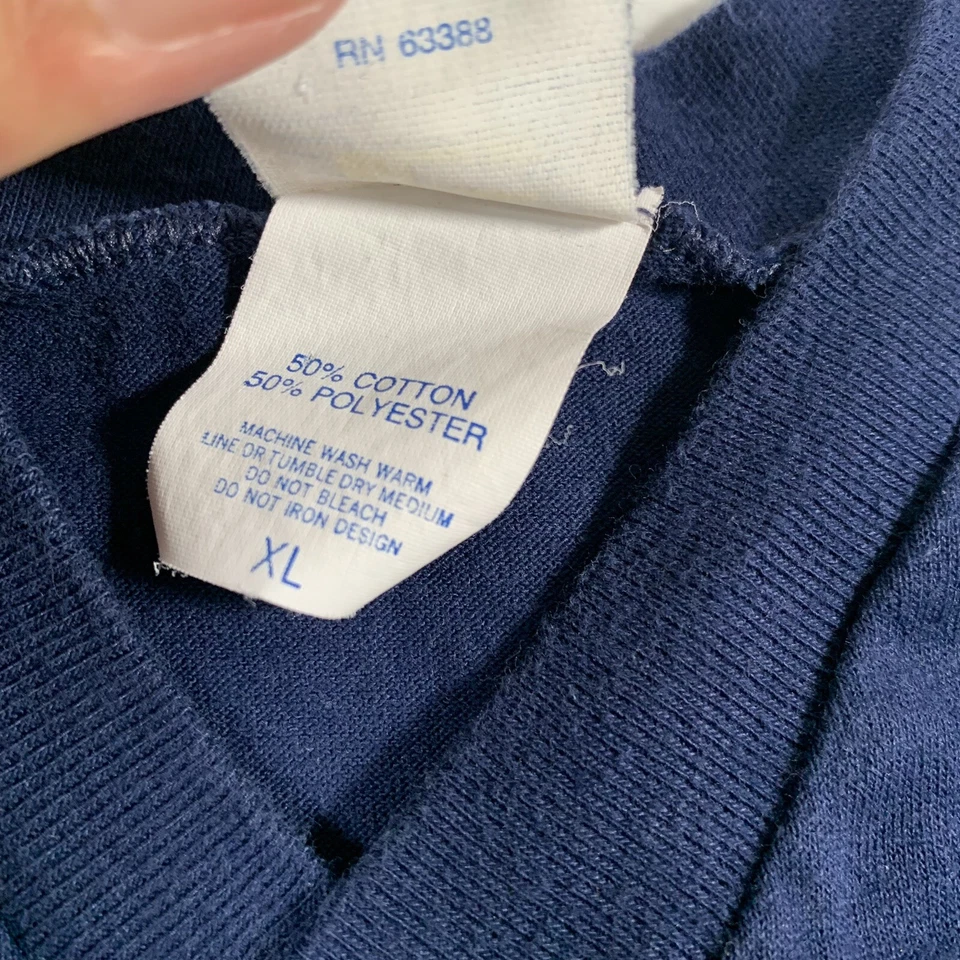 RN 63388
50% COTTON
50% POLYESTER
MACHINE WASH WARM
LINE OR TUMBLE DRY MEDIUM
DO NOT BLEACH
DO NOT IRON DESIGN
XL